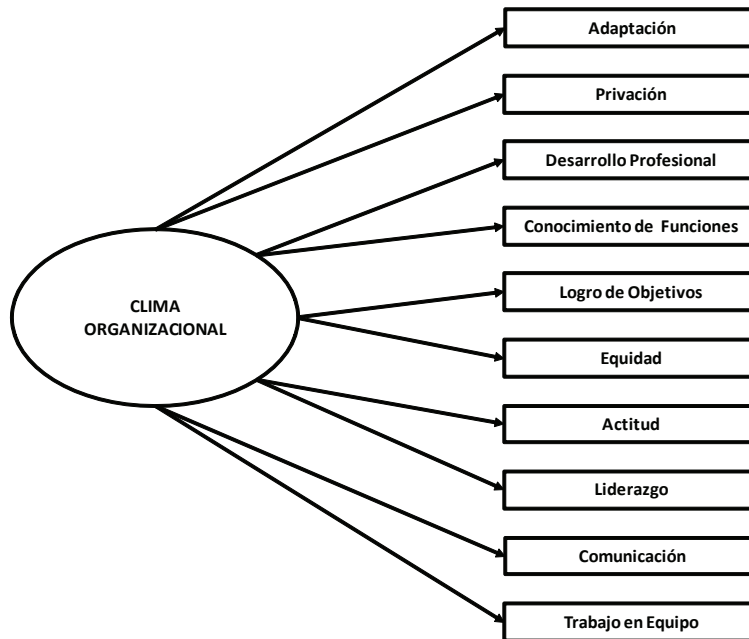 Adaptación
Privación
Desarrollo Profesional
Conocimiento de Funciones
CLIMA
ORGANIZACIONAL
Logro de Objetivos
Equidad
Actitud
Liderazgo
Comunicación
Trabajo en Equipo